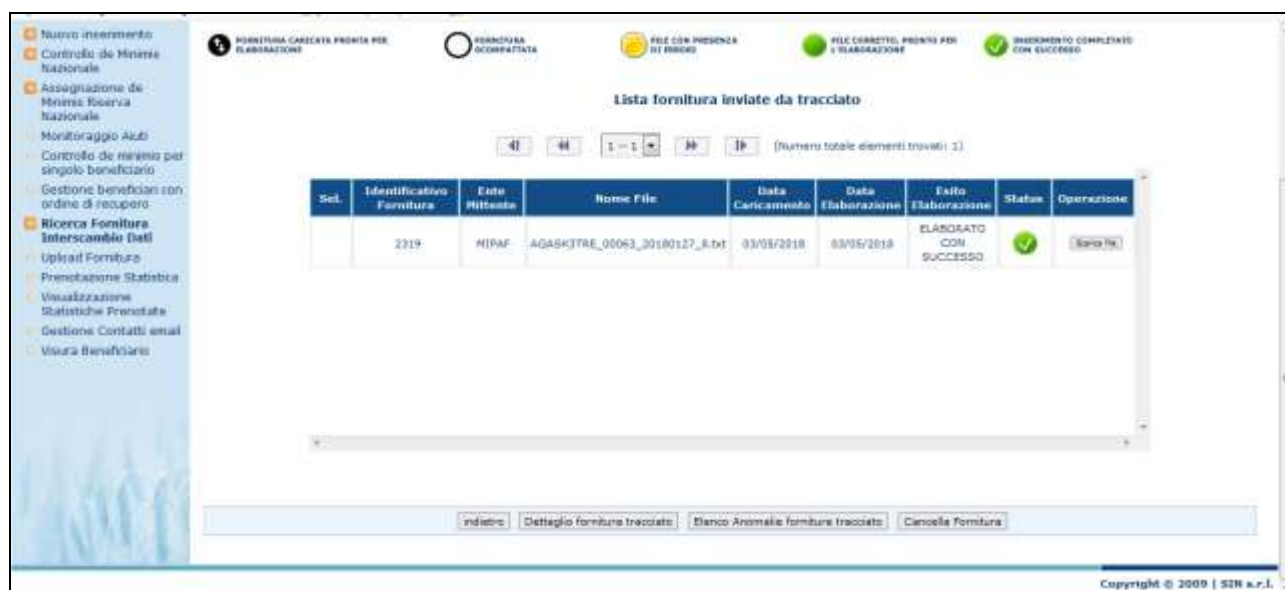 Nuovo inserimento
Controllo de Minimis
Nazionale
Assegnazione de
Minimis Riserva
Nazionale
Monitoraggio Aiuti
Controllo de minimis per
singolo beneficiario
Gestione beneficiari con
ordine di recupero
Ricerca Fornitura
Interscambio Dati
Upload Fornitura
Prenotazione Statistica
Visualizzazione
Statistiche Prenotate
Gestione Contatti email
Visura Beneficiario
FORNITURA CARICATA PRONTA PER
ELABORAZIONE
FORNITURA
SCOMPATTATA
FILE CON PRESENZA
DI ERRORI
FILE CORRETTO, PRONTO PER
L'ELABORAZIONE
INSERIMENTO COMPLETATO
CON SUCCESSO
Lista fornitura inviate da tracciato
1 - 1
(Numero totale elementi trovati: 1)
Sel. Identificativo Fornitura Ente Mittente Nome File Data Caricamento Data Elaborazione Esito Elaborazione Status Operazione
2319 MIPAF AGASK3TRE_00063_20180127_8.txt 03/05/2018 03/05/2018 ELABORATO CON SUCCESSO Scarica File
indietro Dettaglio fornitura tracciato Elenco Anomalie fornitura tracciato Cancella Fornitura
Copyright © 2009 | SIN s.r.l.